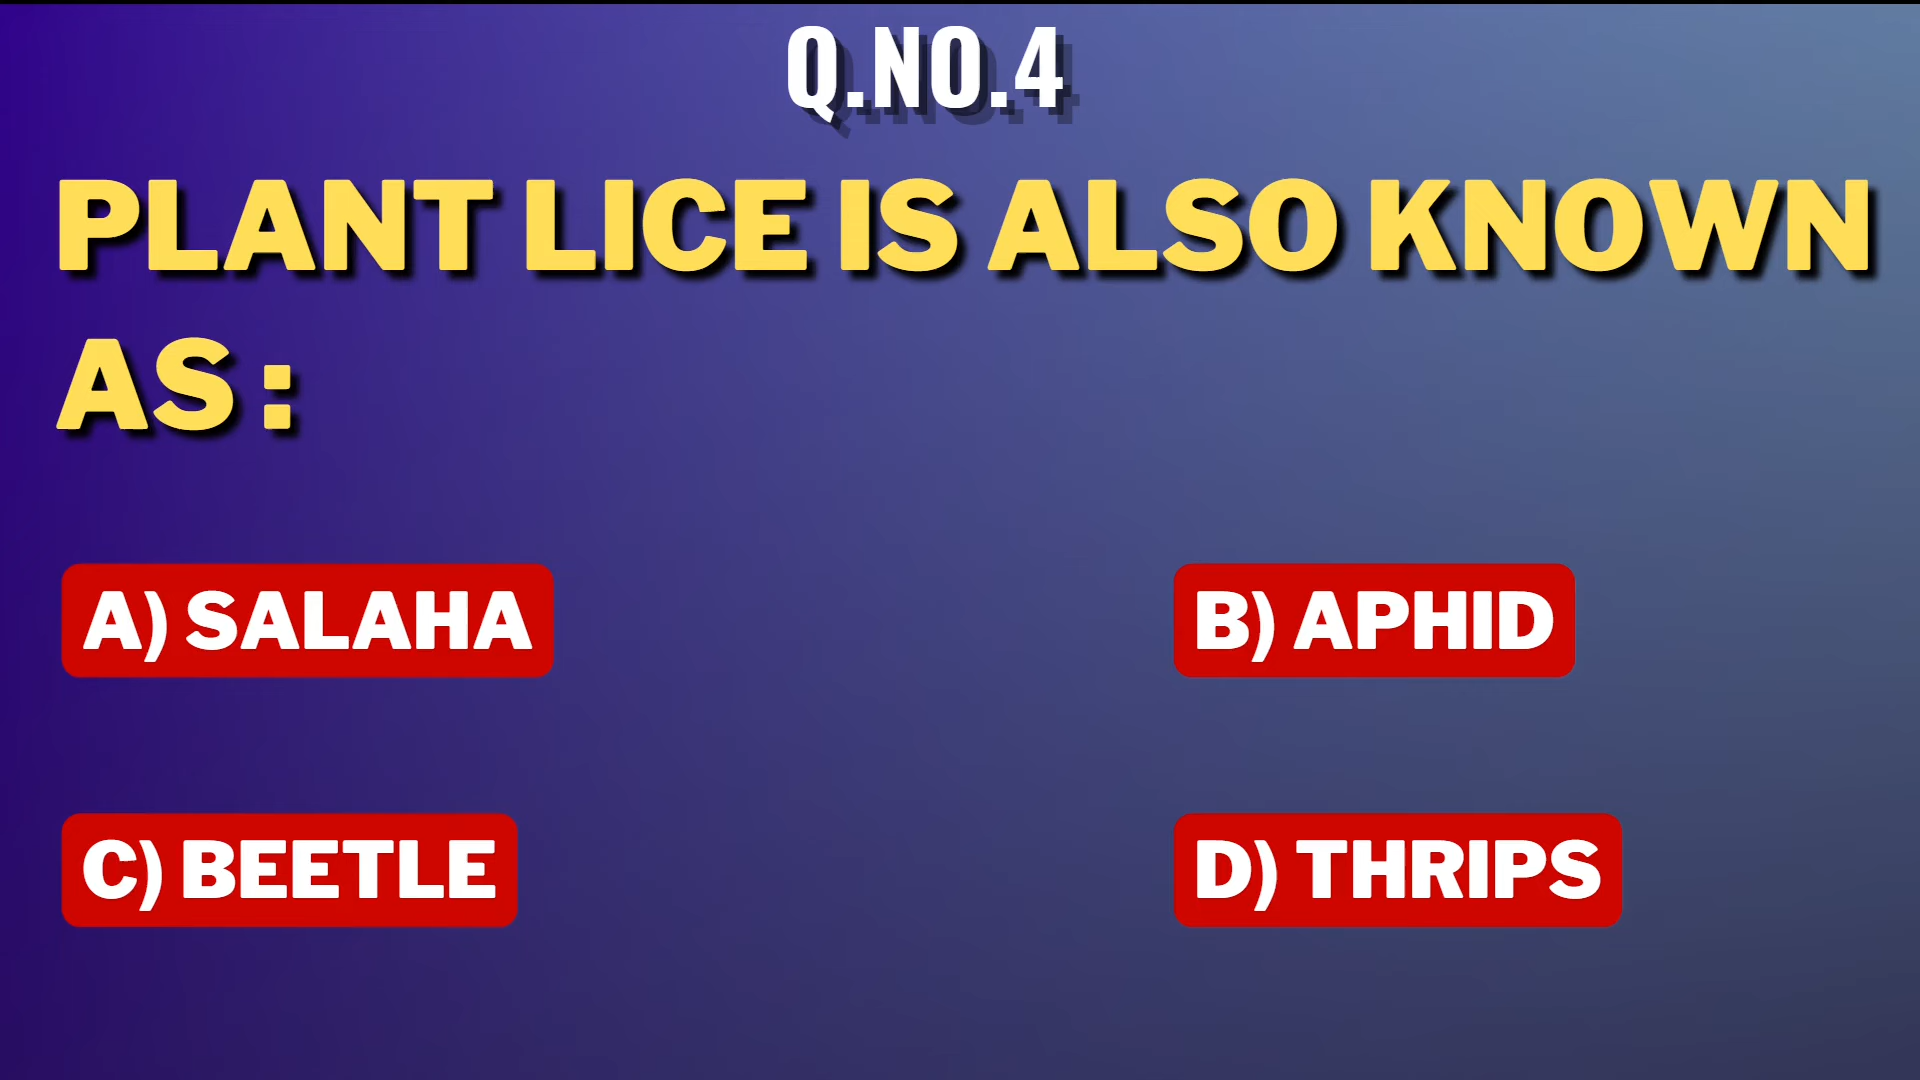 Q.NO.4
PLANT LICE IS ALSO KNOWN
AS :
A) SALAHA
B) APHID
C) BEETLE
D) THRIPS